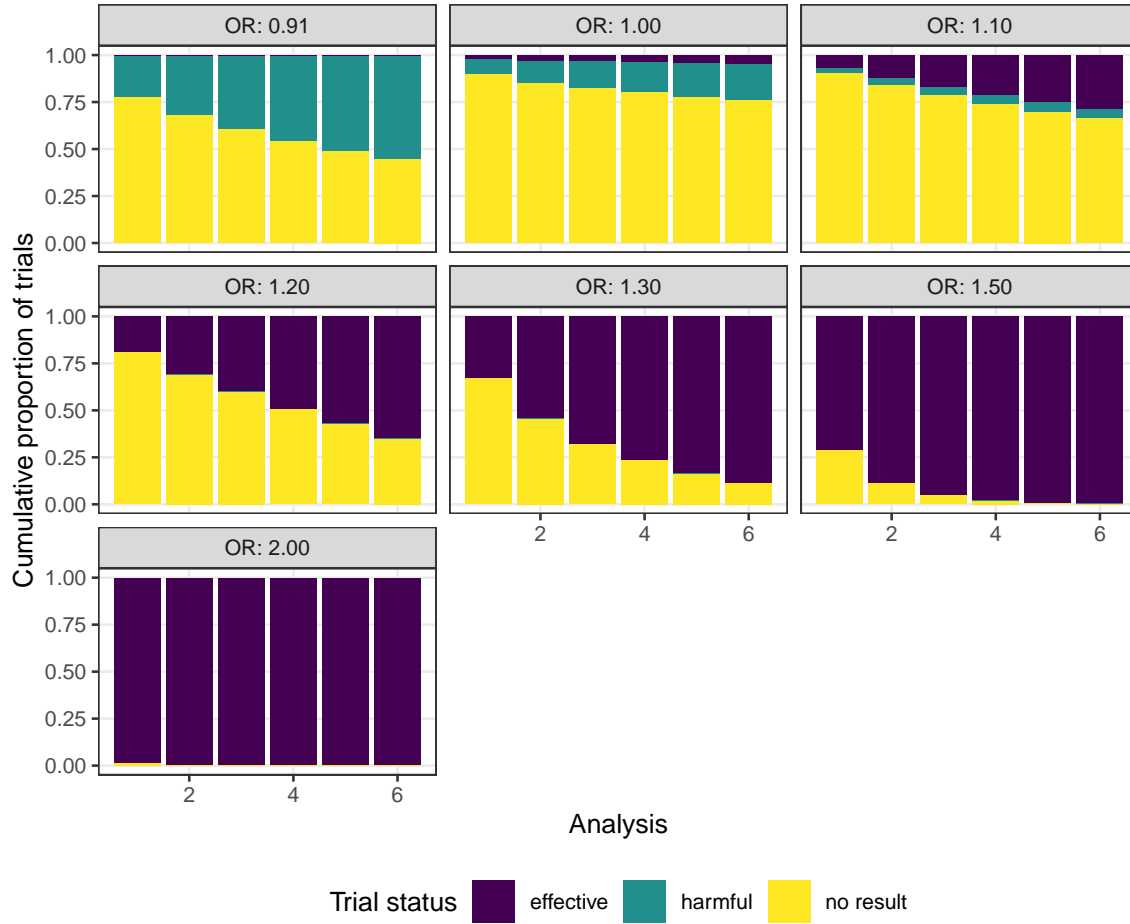 OR: 0.91
OR: 1.00
OR: 1.10
1.00
0.75
0.50
0.25
0.00
OR: 1.20
OR: 1.30
OR: 1.50
1.00
0.75
0.50
0.25
0.00
2 4 6
2 4 6
OR: 2.00
1.00
0.75
0.50
0.25
0.00
2 4 6
Cumulative proportion of trials
Analysis
Trial status effective harmful no result